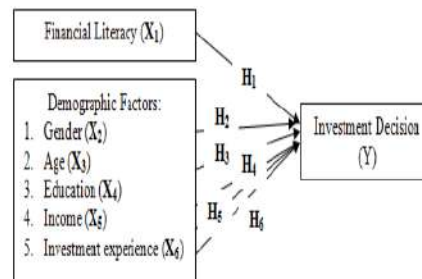 Financial Literacy (X₁)
H₁
Demographic Factors:
1. Gender (X₂)
2. Age (X₃)
3. Education (X₄)
4. Income (X₅)
5. Investment experience (X₆)
H₂
H₃
H₄
H₅
H₆
Investment Decision
(Y)